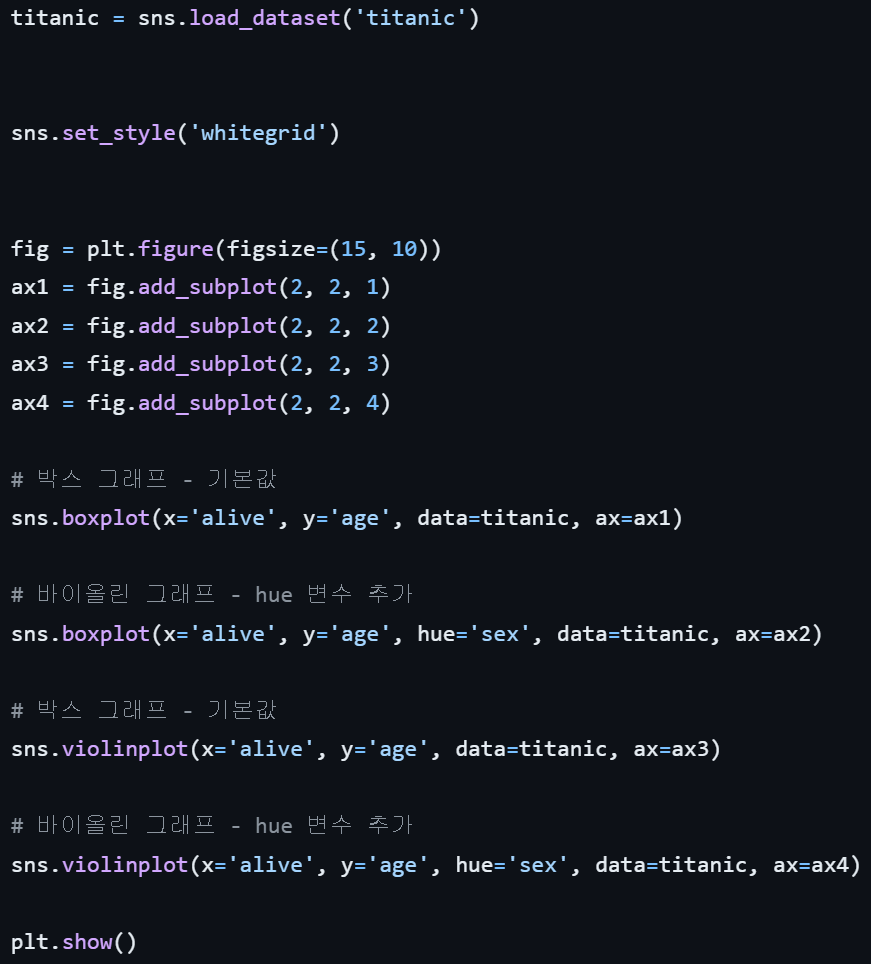 titanic = sns.load_dataset('titanic')
sns.set_style('whitegrid')
fig = plt.figure(figsize=(15, 10))
ax1 = fig.add_subplot(2, 2, 1)
ax2 = fig.add_subplot(2, 2, 2)
ax3 = fig.add_subplot(2, 2, 3)
ax4 = fig.add_subplot(2, 2, 4)
# 박스 그래프 - 기본값
sns.boxplot(x='alive', y='age', data=titanic, ax=ax1)
# 바이올린 그래프 - hue 변수 추가
sns.boxplot(x='alive', y='age', hue='sex', data=titanic, ax=ax2)
# 박스 그래프 - 기본값
sns.violinplot(x='alive', y='age', data=titanic, ax=ax3)
# 바이올린 그래프 - hue 변수 추가
sns.violinplot(x='alive', y='age', hue='sex', data=titanic, ax=ax4)
plt.show()